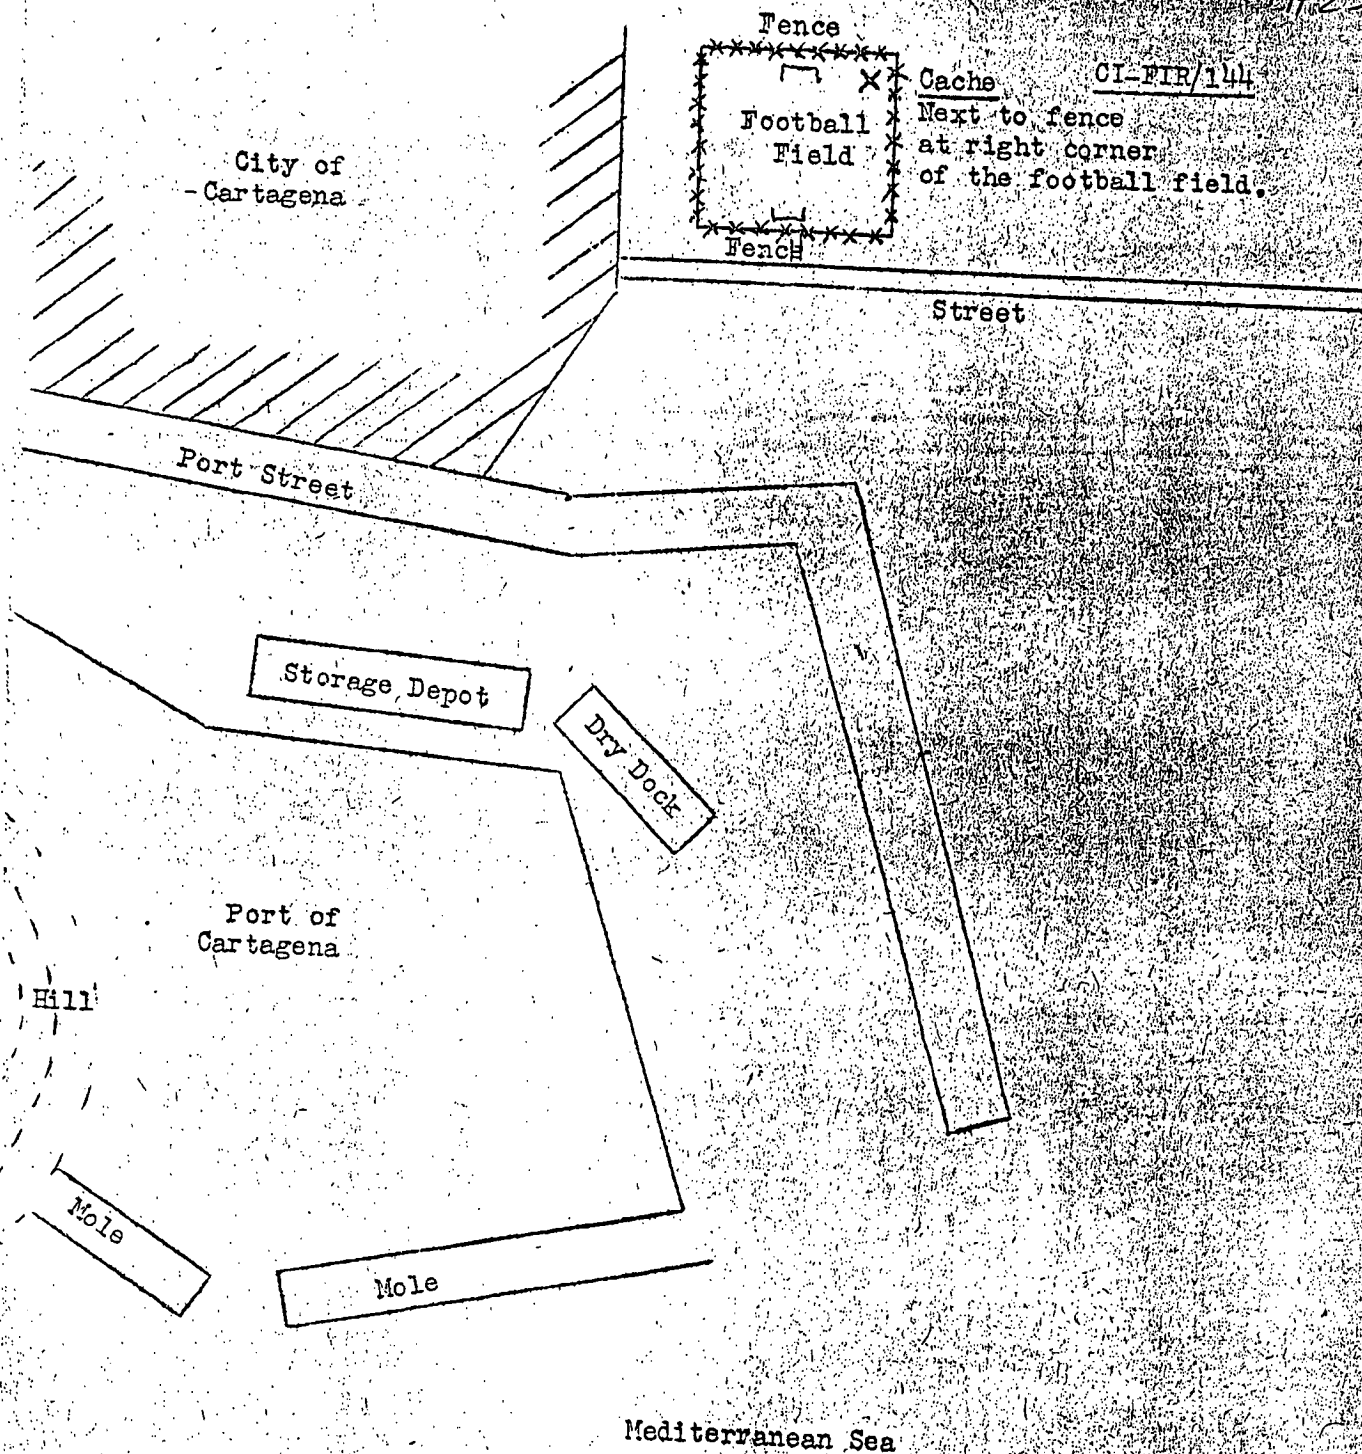 Fence
CI-FIR/144
Cache
Next to fence
at right corner
of the football field.
Football
Field
Fence
City of
Cartagena
Street
Port Street
Storage Depot
Dry Dock
Port of
Cartagena
Hill
Mole
Mole
Mediterranean Sea